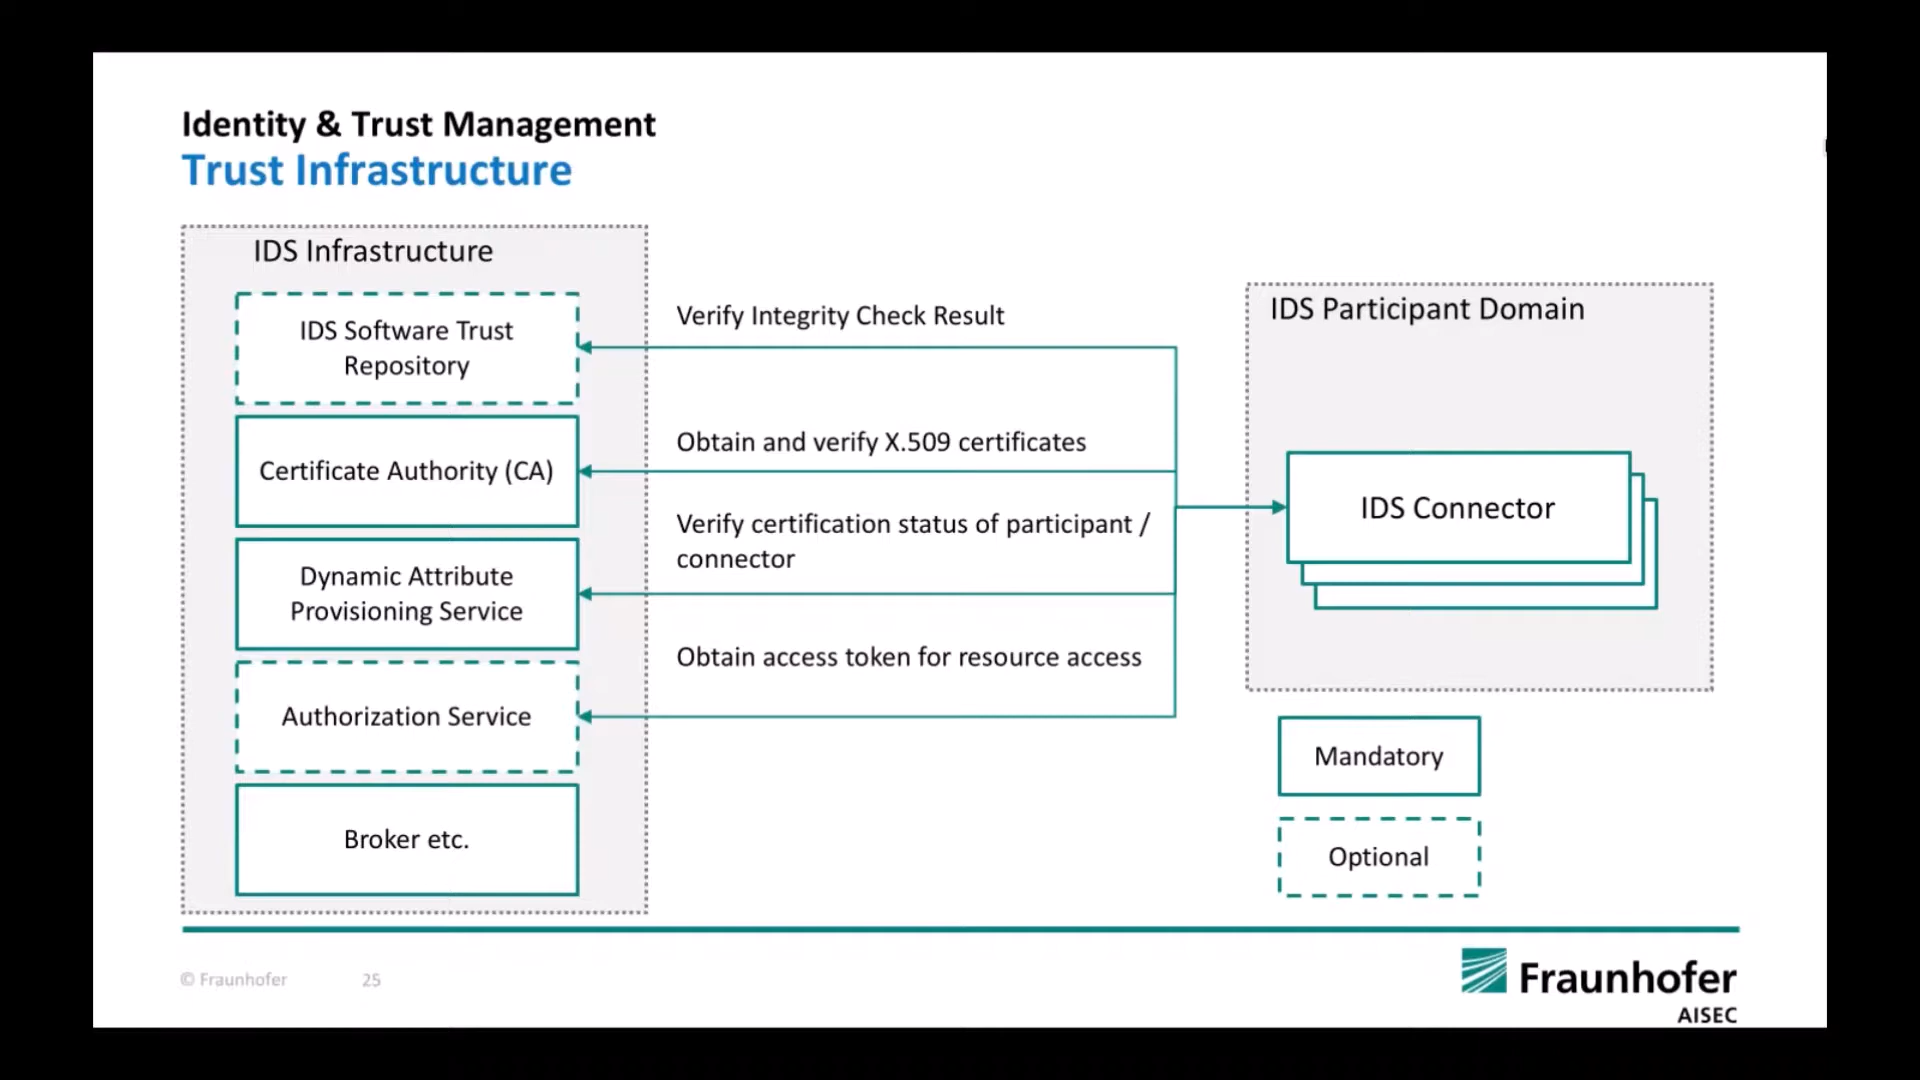 Identity & Trust Management
Trust Infrastructure
IDS Infrastructure
IDS Software Trust
Repository
Certificate Authority (CA)
Dynamic Attribute
Provisioning Service
Authorization Service
Broker etc.
Verify Integrity Check Result
Obtain and verify X.509 certificates
Verify certification status of participant /
connector
Obtain access token for resource access
IDS Participant Domain
IDS Connector
Mandatory
Optional
© Fraunhofer
25
Fraunhofer
AISEC